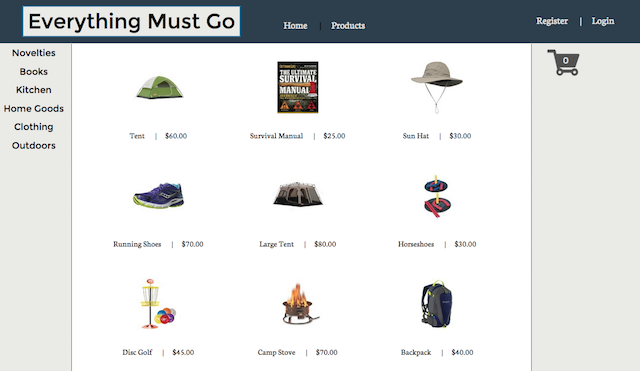 Everything Must Go
Home | Products
Register | Login
Novelties
Books
Kitchen
Home Goods
Clothing
Outdoors
0
THE ULTIMATE
SURVIVAL
MANUAL
Tent | $60.00
Survival Manual | $25.00
Sun Hat | $30.00
Running Shoes | $70.00
Large Tent | $80.00
Horseshoes | $30.00
Disc Golf | $45.00
Camp Stove | $70.00
Backpack | $40.00